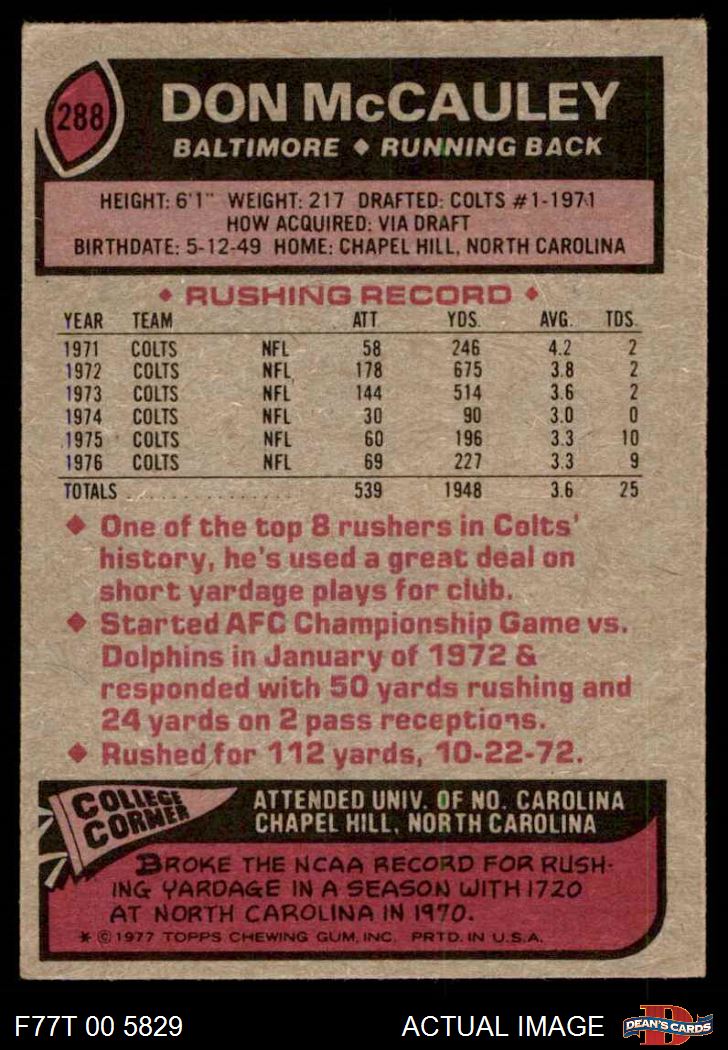 288
DON McCAULEY
BALTIMORE ♦ RUNNING BACK
HEIGHT: 6'1" WEIGHT: 217 DRAFTED: COLTS #1-1971
HOW ACQUIRED: VIA DRAFT
BIRTHDATE: 5-12-49 HOME: CHAPEL HILL, NORTH CAROLINA
♦ RUSHING RECORD ♦
YEAR TEAM ATT YDS. AVG. TDS.
1971 COLTS NFL 58 246 4.2 2
1972 COLTS NFL 178 675 3.8 2
1973 COLTS NFL 144 514 3.6 2
1974 COLTS NFL 30 90 3.0 0
1975 COLTS NFL 60 196 3.3 10
1976 COLTS NFL 69 227 3.3 9
TOTALS . . . . . . . . . . . . . . 539 1948 3.6 25
♦ One of the top 8 rushers in Colts'
history, he's used a great deal on
short yardage plays for club.
♦ Started AFC Championship Game vs.
Dolphins in January of 1972 &
responded with 50 yards rushing and
24 yards on 2 pass receptions.
♦ Rushed for 112 yards, 10-22-72.
COLLEGE
CORNER
ATTENDED UNIV. OF NO. CAROLINA
CHAPEL HILL, NORTH CAROLINA
BROKE THE NCAA RECORD FOR RUSH-
ING YARDAGE IN A SEASON WITH 1720
AT NORTH CAROLINA IN 1970.
* © 1977 TOPPS CHEWING GUM, INC. PRTD. IN U.S.A.
F77T 00 5829 ACTUAL IMAGE
D
DEAN'S CARDS